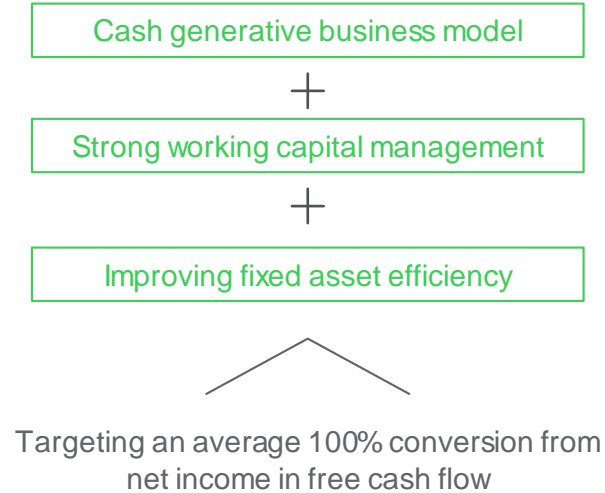 Cash generative business model
+
Strong working capital management
+
Improving fixed asset efficiency
Targeting an average 100% conversion from
net income in free cash flow